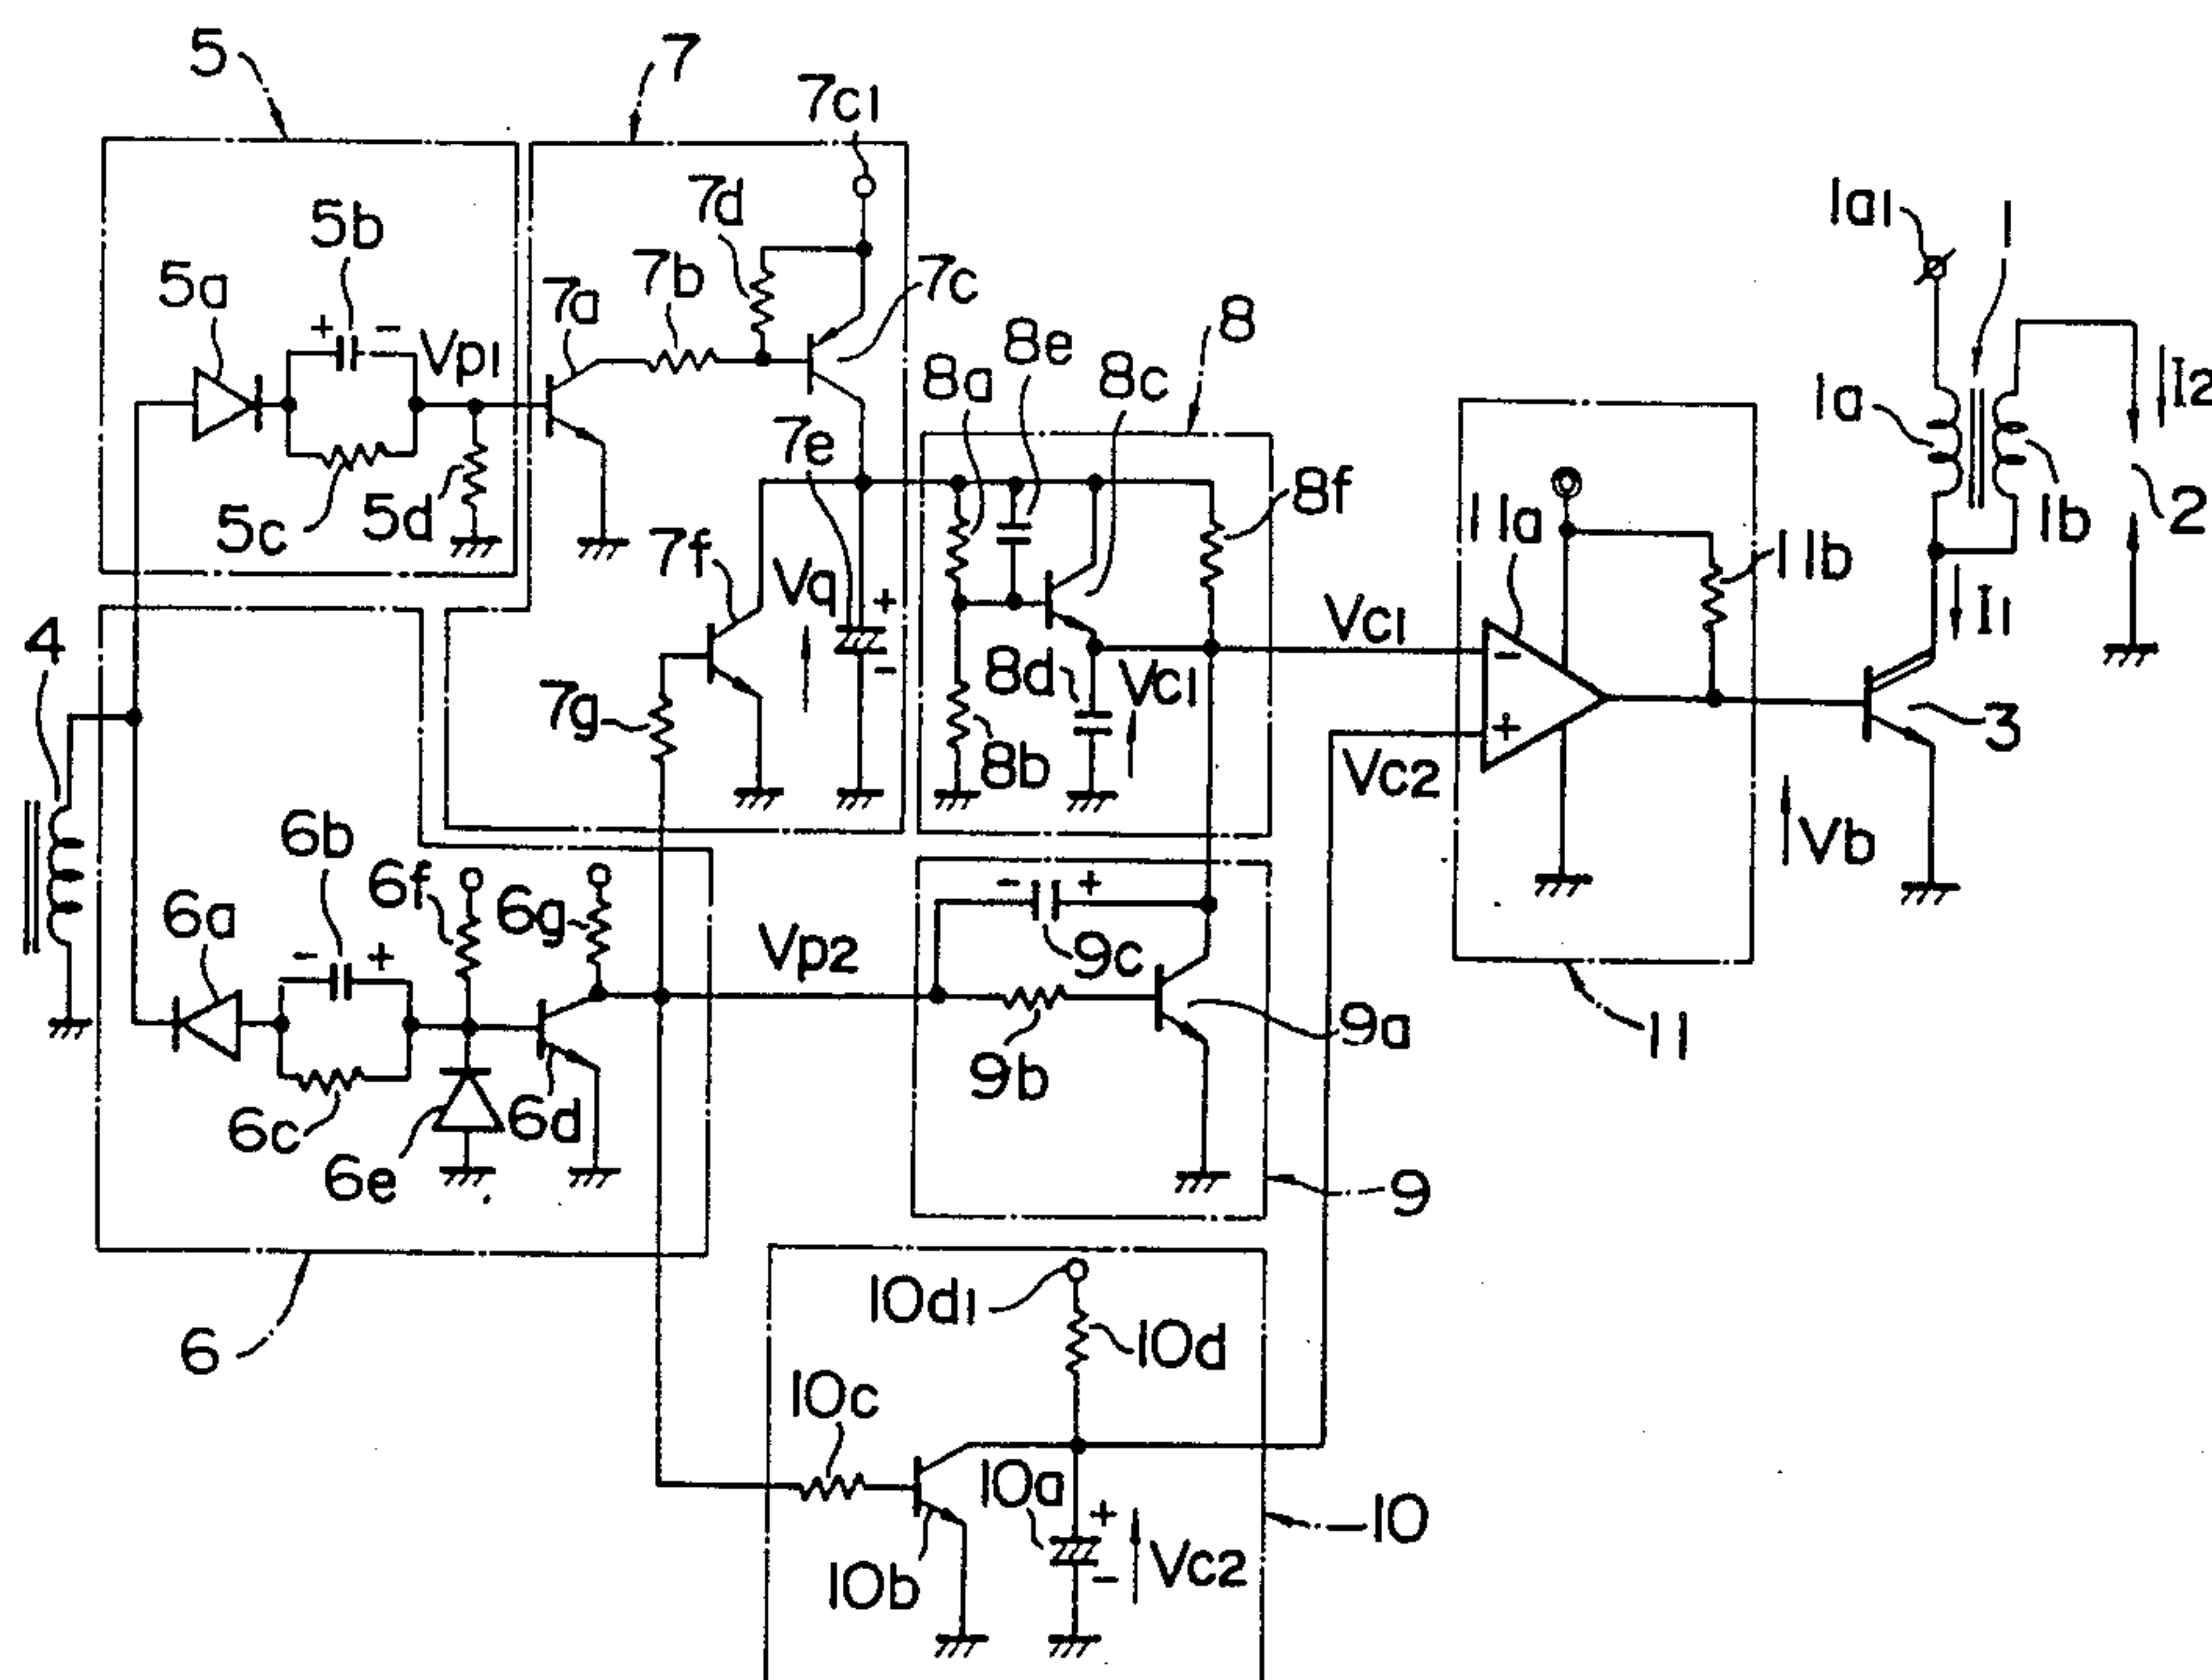 5
7
7c1
7d
5b
7b
5a
7a
7c
+ -
Vp1
8
8e
8a
8c
1a1
1
1a
I2
7e
5c
5d
8f
11a
1b
2
7f
Va
11b
+
-
Vc1
I1
4
8d
Vc1
-
7g
8b
+
3
Vc2
6b
6f
6g
- +
Vb
6a
- +
Vp2
9c
9a
11
9b
6c
6d
6e
9
10d1
10d
6
10c
10a
+
10
-
Vc2
10b